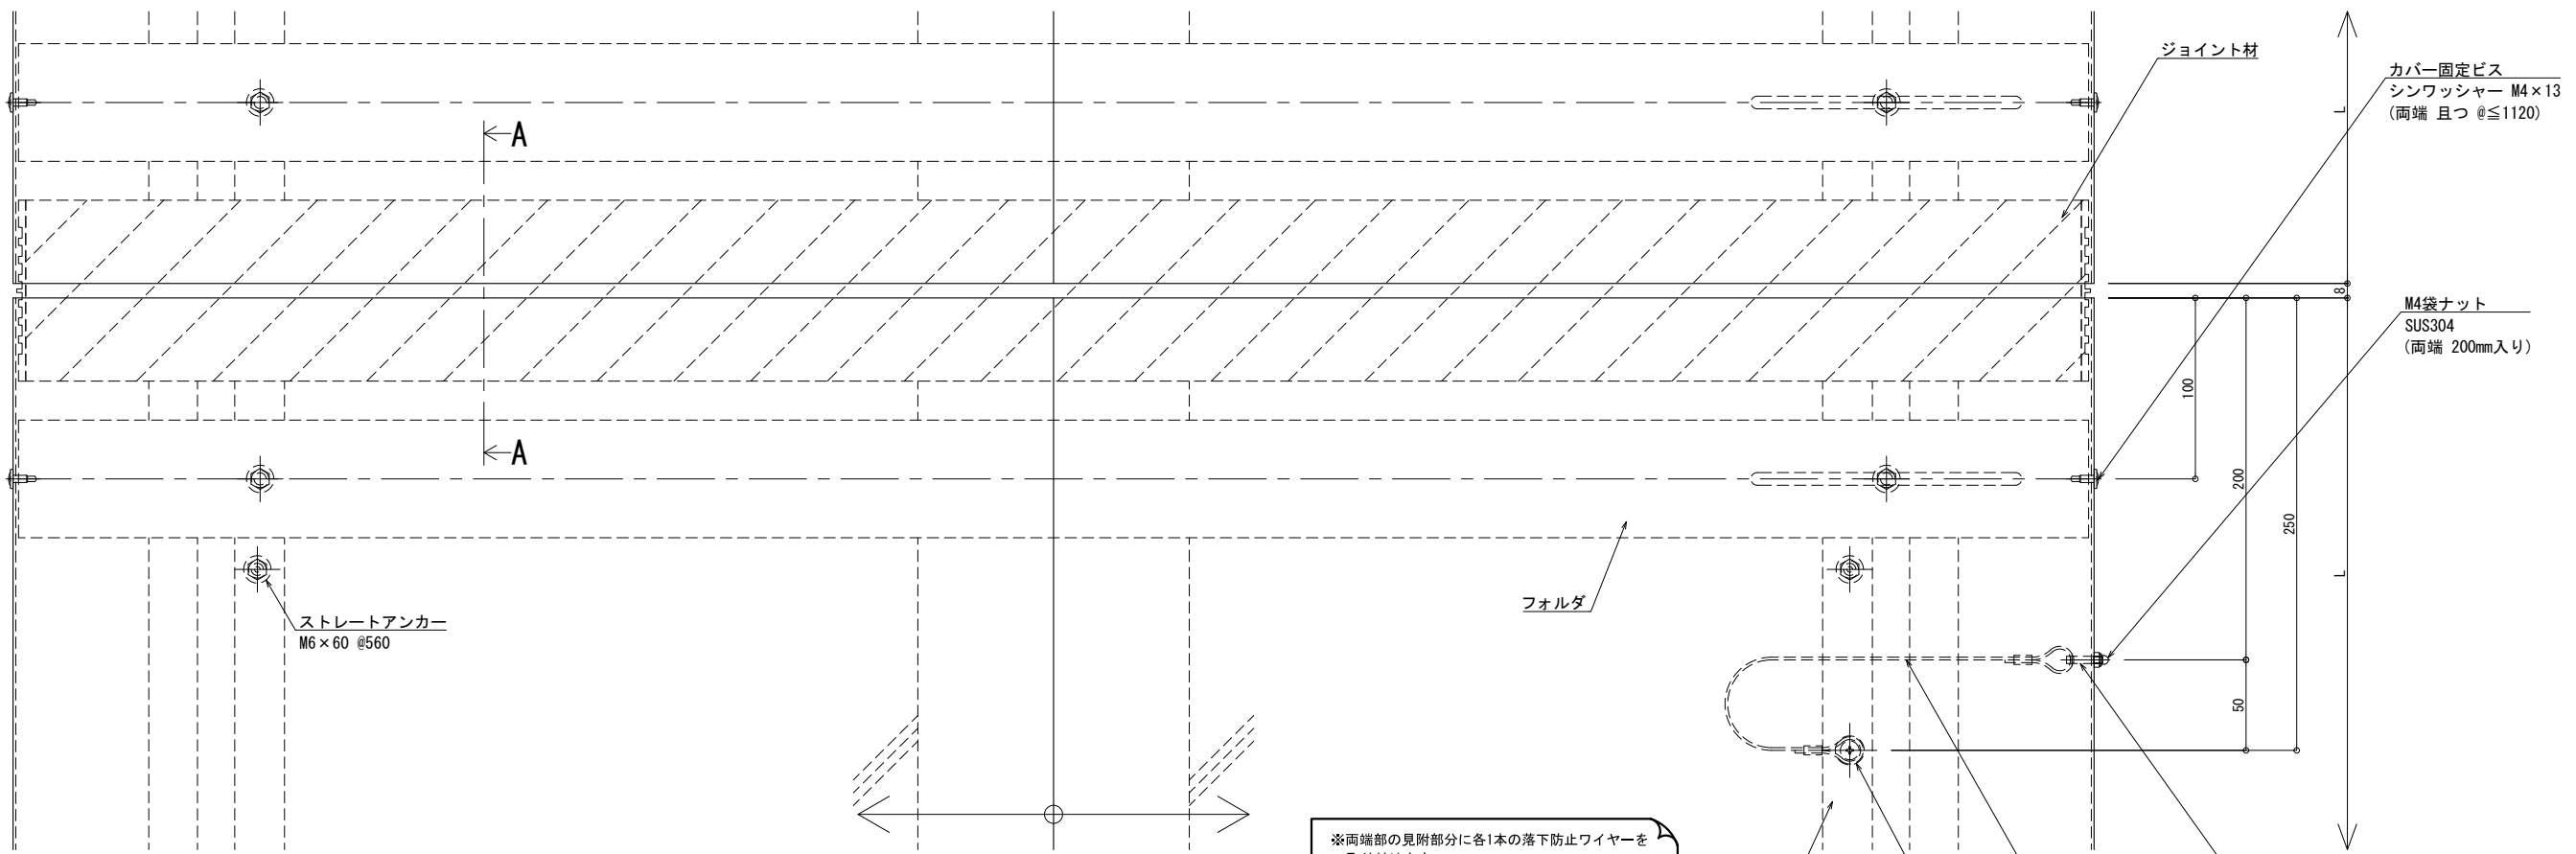 ジョイント材
カバー固定ビス
シンワッシャー M4×13
(両端 且つ @≦1120)
L
A
8
M4袋ナット
SUS304
(両端 200mm入り)
100
A
200
250
L
フォルダ
ストレートアンカー
M6×60 @560
50
※両端部の見附部分に各1本の落下防止ワイヤーを